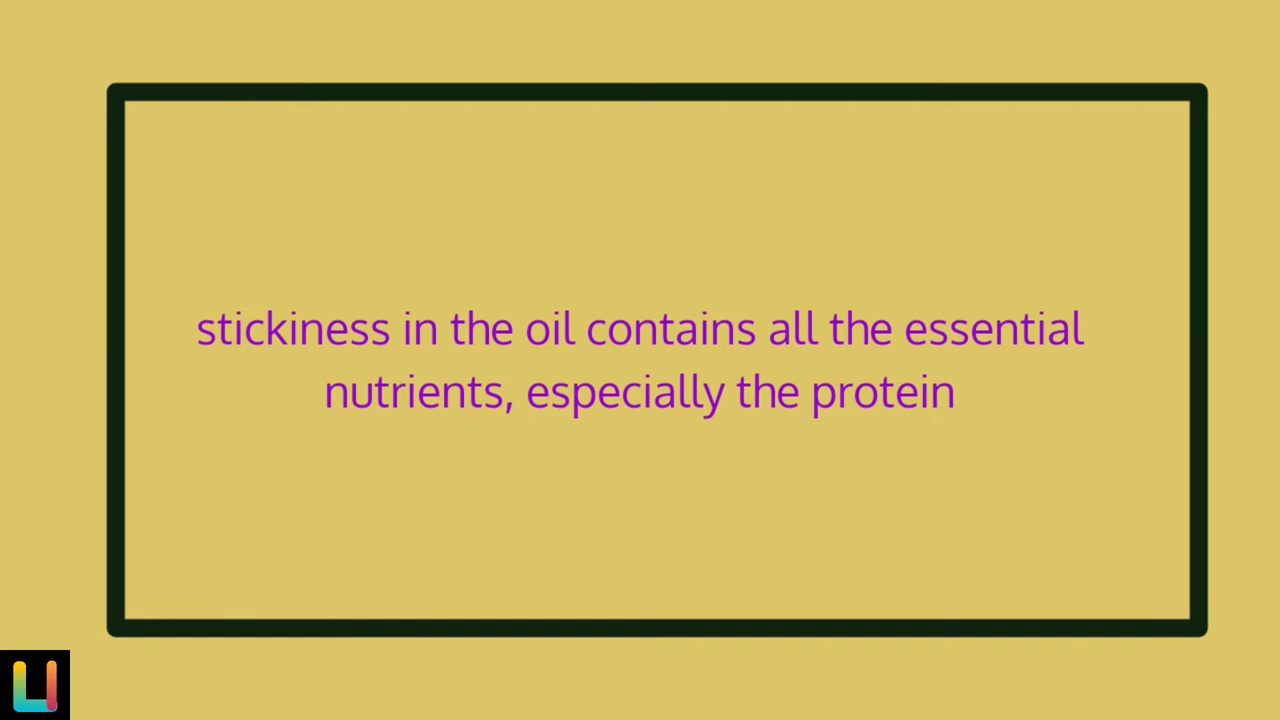 stickiness in the oil contains all the essential
nutrients, especially the protein